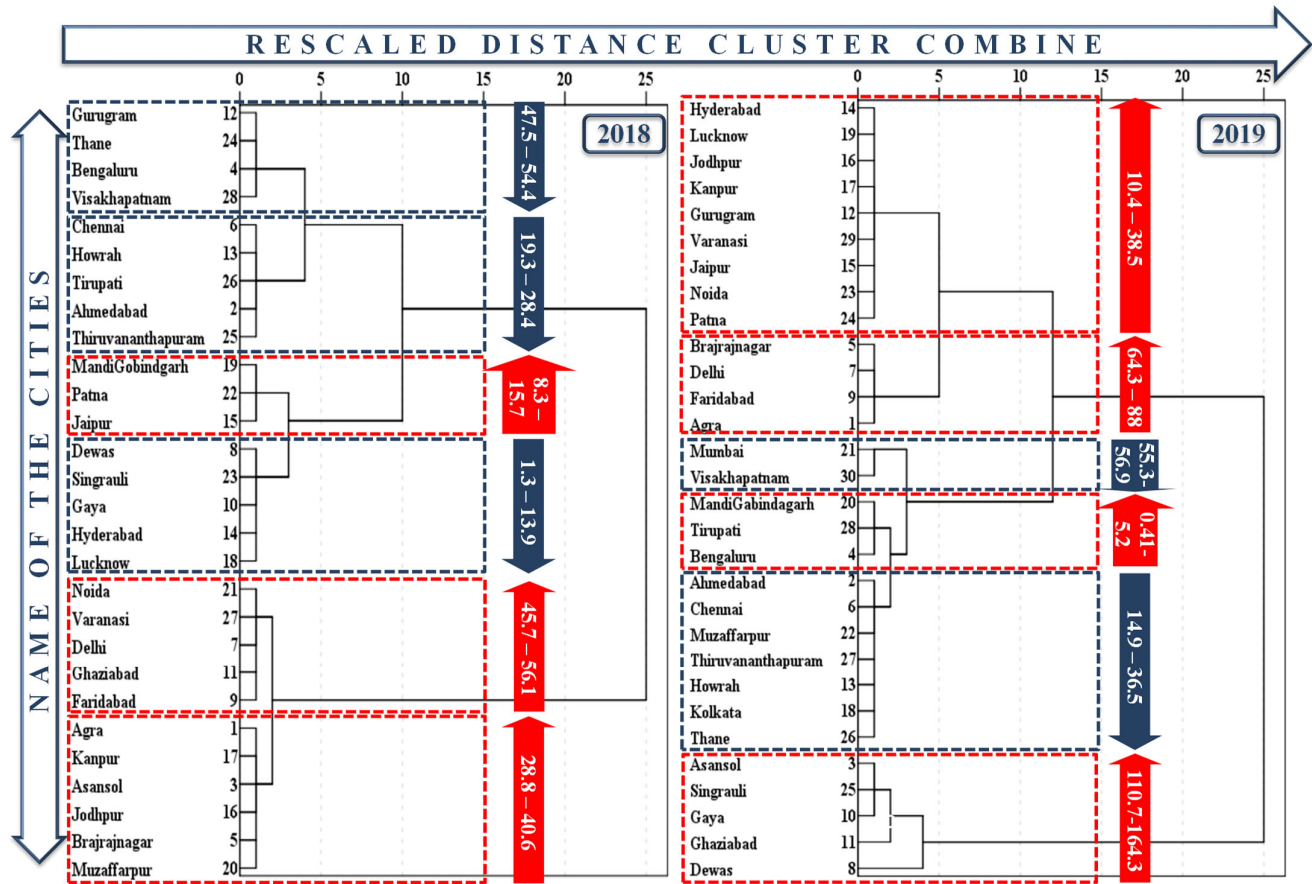 RESCALED DISTANCE CLUSTER COMBINE
NAME OF THE CITIES
0 5 10 15 20 25
2018
Gurugram 12
Thane 24
Bengaluru 4
Visakhapatnam 28
47.5 – 54.4
Chennai 6
Howrah 13
Tirupati 26
Ahmedabad 2
Thiruvananthapuram 25
19.3 – 28.4
MandiGobindgarh 19
Patna 22
Jaipur 15
8.3 –
15.7
Dewas 8
Singrauli 23
Gaya 10
Hyderabad 14
Lucknow 18
1.3 – 13.9
Noida 21
Varanasi 27
Delhi 7
Ghaziabad 11
Faridabad 9
45.7 – 56.1
Agra 1
Kanpur 17
Asansol 3
Jodhpur 16
Brajrajnagar 5
Muzaffarpur 20
28.8 – 40.6
0 5 10 15 20 25
2019
Hyderabad 14
Lucknow 19
Jodhpur 16
Kanpur 17
Gurugram 12
Varanasi 29
Jaipur 15
Noida 23
Patna 24
10.4 – 38.5
Brajrajnagar 5
Delhi 7
Faridabad 9
Agra 1
64.3 – 88
Mumbai 21
Visakhapatnam 30
55.3-
56.9
MandiGabindagarh 20
Tirupati 28
Bengaluru 4
0.41-
5.2
Ahmedabad 2
Chennai 6
Muzaffarpur 22
Thiruvananthapuram 27
Howrah 13
Kolkata 18
Thane 26
14.9 – 36.5
Asansol 3
Singrauli 25
Gaya 10
Ghaziabad 11
Dewas 8
110.7-164.3